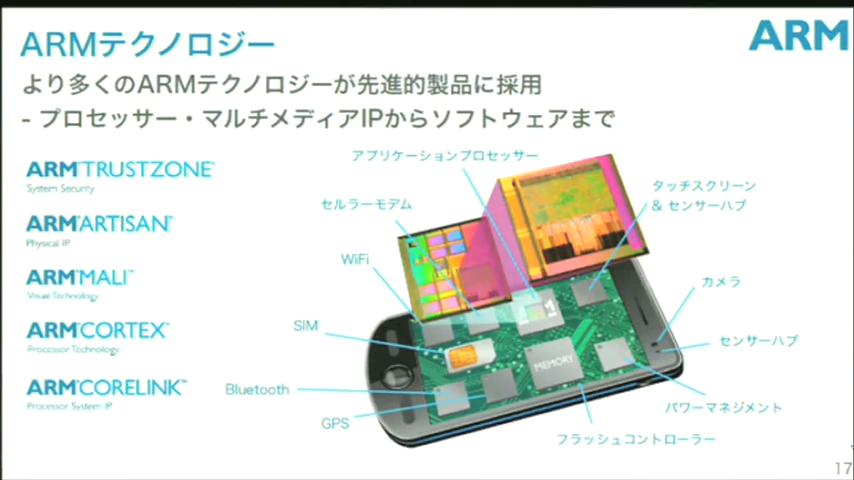 ARMテクノロジー
ARM
より多くのARMテクノロジーが先進的製品に採用
- プロセッサー・マルチメディアIPからソフトウェアまで
ARM®TRUSTZONE®
System Security
ARM®ARTISAN®
Physical IP
ARM®MALI™
Visual Technology
ARM®CORTEX®
Processor Technology
ARM®CORELINK™
Processor System IP
アプリケーションプロセッサー
セルラーモデム
タッチスクリーン
& センサーハブ
WiFi
カメラ
SIM
センサーハブ
MEMORY
Bluetooth
パワーマネジメント
GPS
フラッシュコントローラー
17